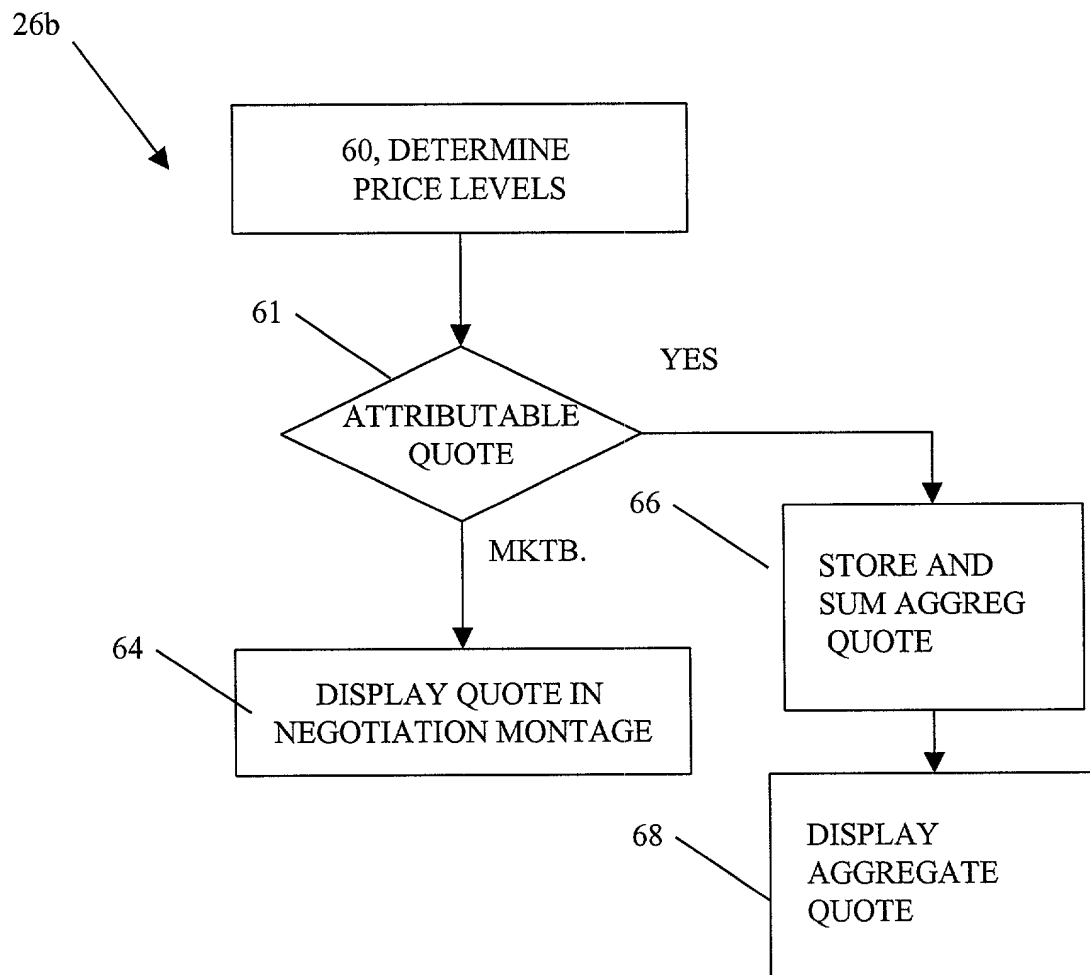 26b
60, DETERMINE
PRICE LEVELS
61
YES
ATTRIBUTABLE
QUOTE
MKTB.
66
STORE AND
SUM AGGREG
QUOTE
64
DISPLAY QUOTE IN
NEGOTIATION MONTAGE
68
DISPLAY
AGGREGATE
QUOTE